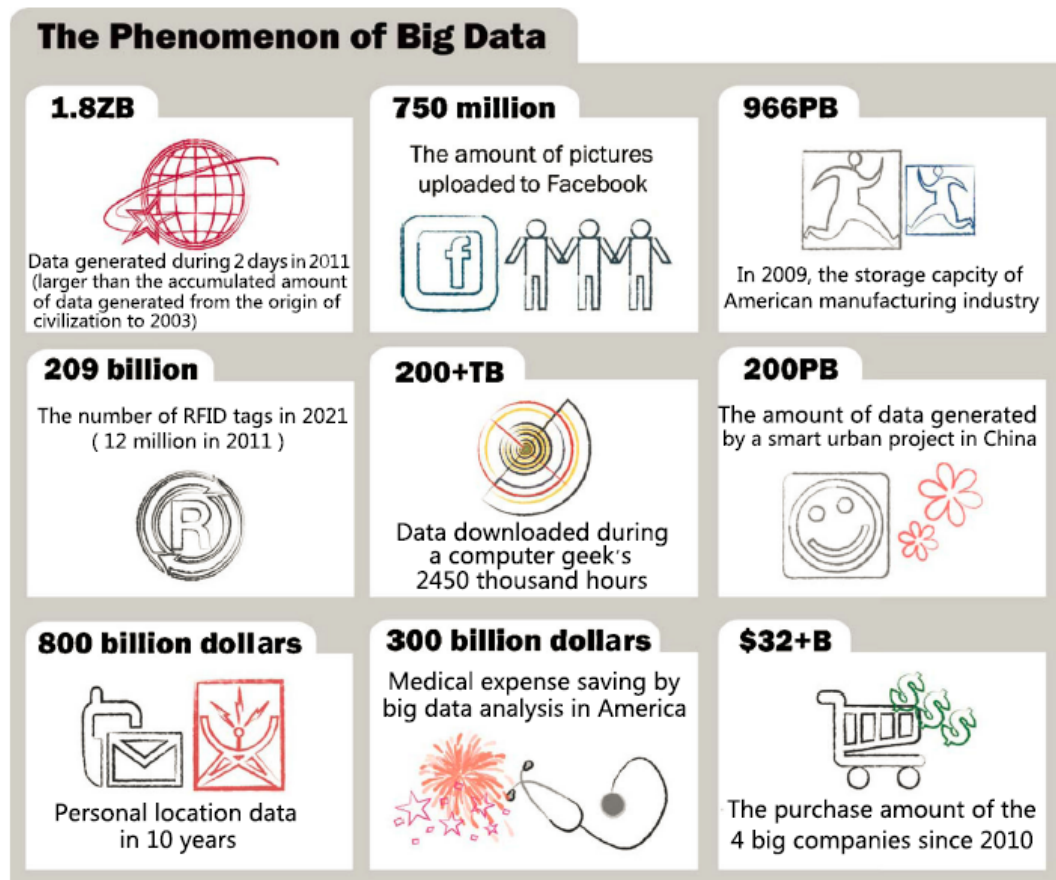 The Phenomenon of Big Data
1.8ZB
Data generated during 2 days in 2011
(larger than the accumulated amount
of data generated from the origin of
civilization to 2003)
750 million
The amount of pictures
uploaded to Facebook
f
966PB
In 2009, the storage capcity of
American manufacturing industry
209 billion
The number of RFID tags in 2021
( 12 million in 2011 )
R
200+TB
Data downloaded during
a computer geek's
2450 thousand hours
200PB
The amount of data generated
by a smart urban project in China
800 billion dollars
Personal location data
in 10 years
300 billion dollars
Medical expense saving by
big data analysis in America
$32+B
$$$
The purchase amount of the
4 big companies since 2010